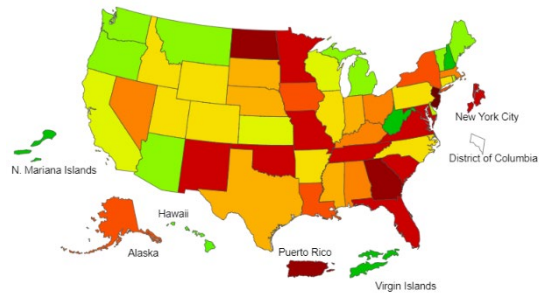 New York City
District of Columbia
N. Mariana Islands
Hawaii
Alaska
Puerto Rico
Virgin Islands